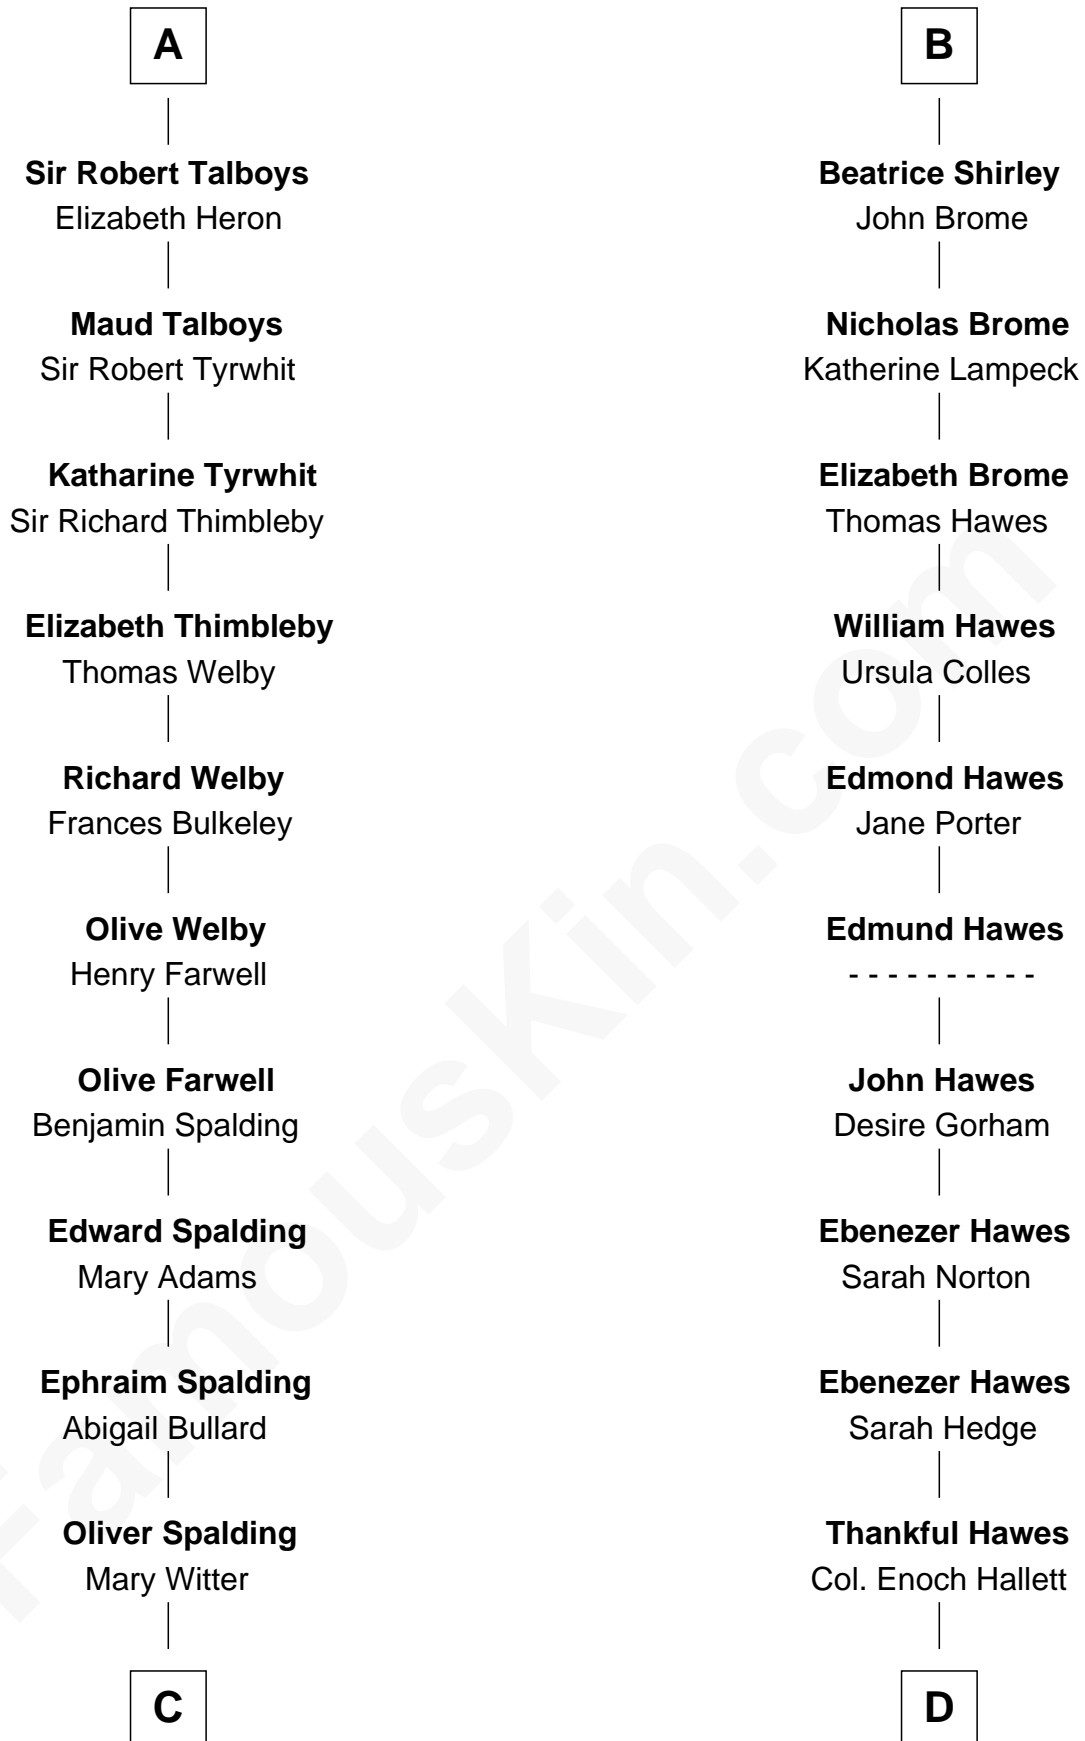 A
Sir Robert Talboys
Elizabeth Heron
Maud Talboys
Sir Robert Tyrwhit
Katharine Tyrwhit
Sir Richard Thimbleby
Elizabeth Thimbleby
Thomas Welby
Richard Welby
Frances Bulkeley
Olive Welby
Henry Farwell
Olive Farwell
Benjamin Spalding
Edward Spalding
Mary Adams
Ephraim Spalding
Abigail Bullard
Oliver Spalding
Mary Witter
C
B
Beatrice Shirley
John Brome
Nicholas Brome
Katherine Lampeck
Elizabeth Brome
Thomas Hawes
William Hawes
Ursula Colles
Edmond Hawes
Jane Porter
Edmund Hawes
- - - - - - - - - -
John Hawes
Desire Gorham
Ebenezer Hawes
Sarah Norton
Ebenezer Hawes
Sarah Hedge
Thankful Hawes
Col. Enoch Hallett
D
FamousKin.com